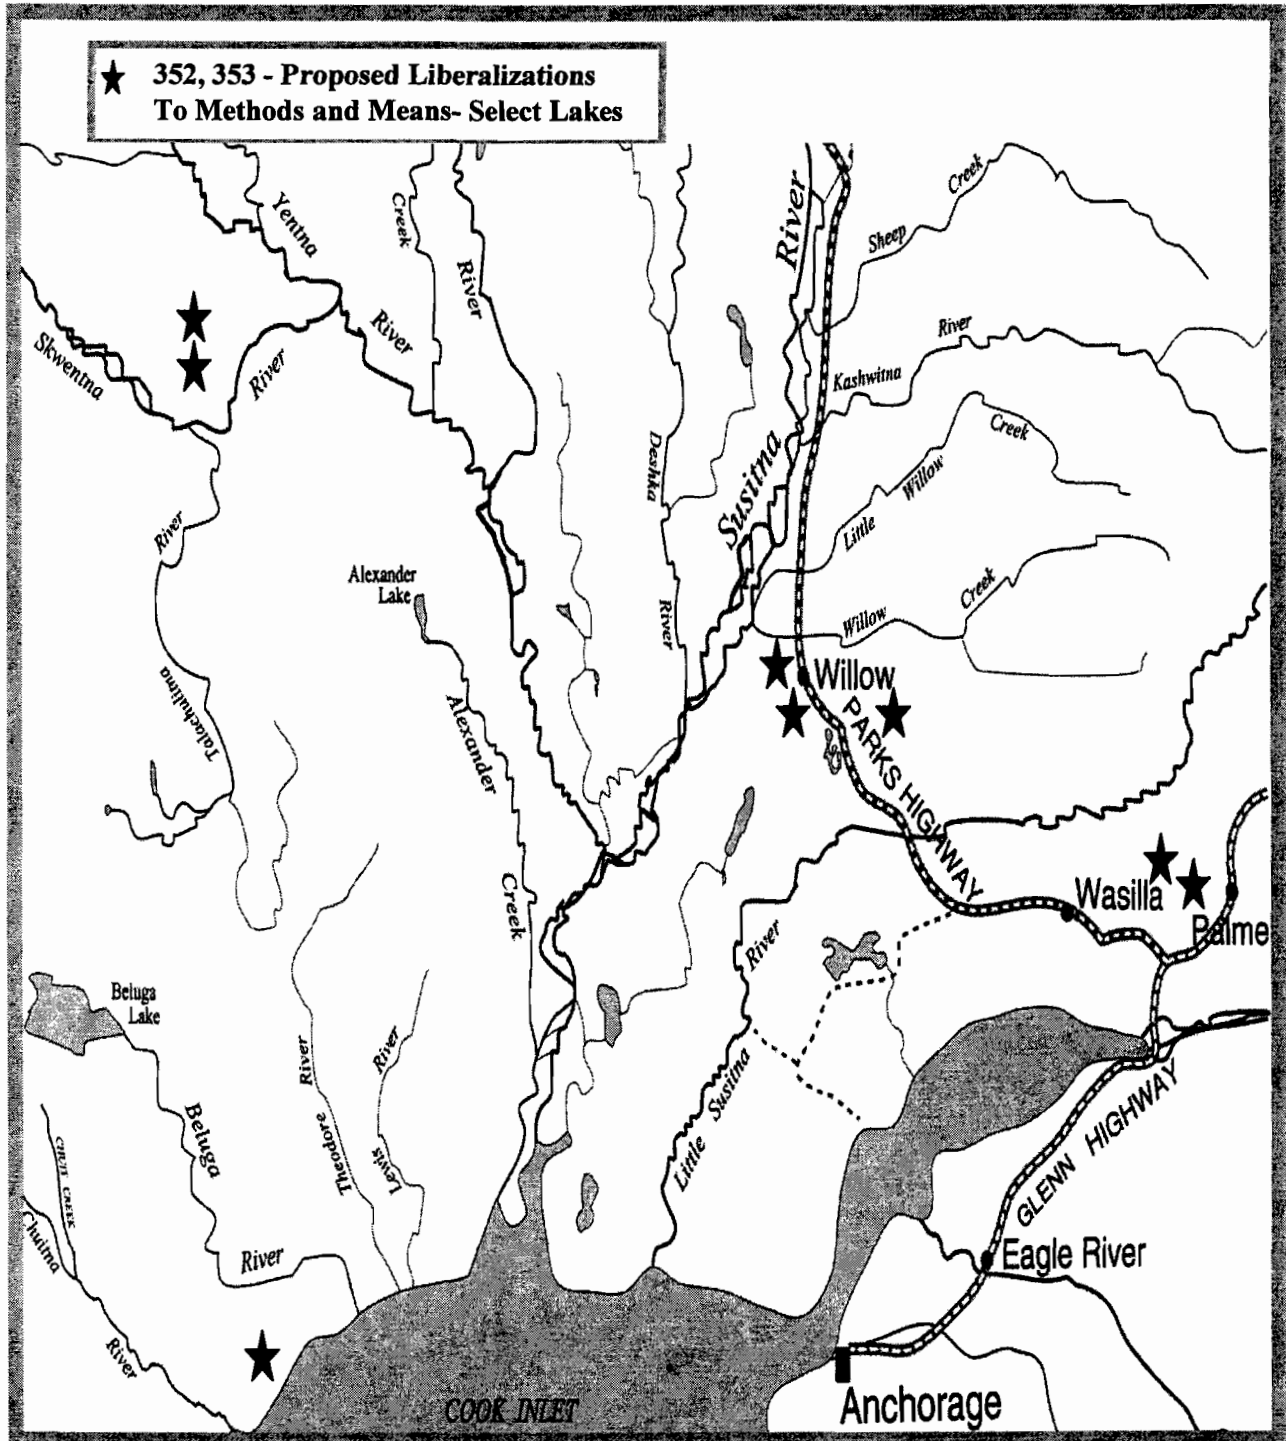 352, 353 - Proposed Liberalizations
To Methods and Means- Select Lakes
Yentna
River
Creek
River
River
Sheep
Creek
Skwentna
River
Kashwitna
River
Deshka
River
Susitna
Little
Willow
Creek
River
Talachulitna
Alexander
Lake
Willow
Creek
Alexander
Creek
Willow
PARKS HIGHWAY
Wasilla
Palme
Beluga
Lake
River
Theodore
River
Lewis
River
Little Susitna
Beluga
River
CHUIT CREEK
Chuitna
River
GLENN HIGHWAY
Eagle River
COOK INLET
Anchorage